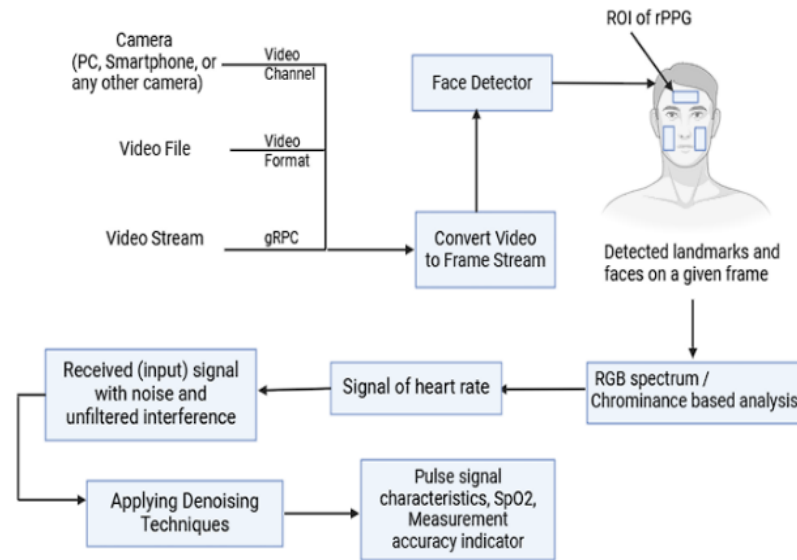 ROI of rPPG
Camera
(PC, Smartphone, or
any other camera)
Video
Channel
Face Detector
Video File
Video
Format
Video Stream
gRPC
Convert Video
to Frame Stream
Detected landmarks and
faces on a given frame
RGB spectrum /
Chrominance based analysis
Signal of heart rate
Received (input) signal
with noise and
unfiltered interference
Applying Denoising
Techniques
Pulse signal
characteristics, SpO2,
Measurement
accuracy indicator